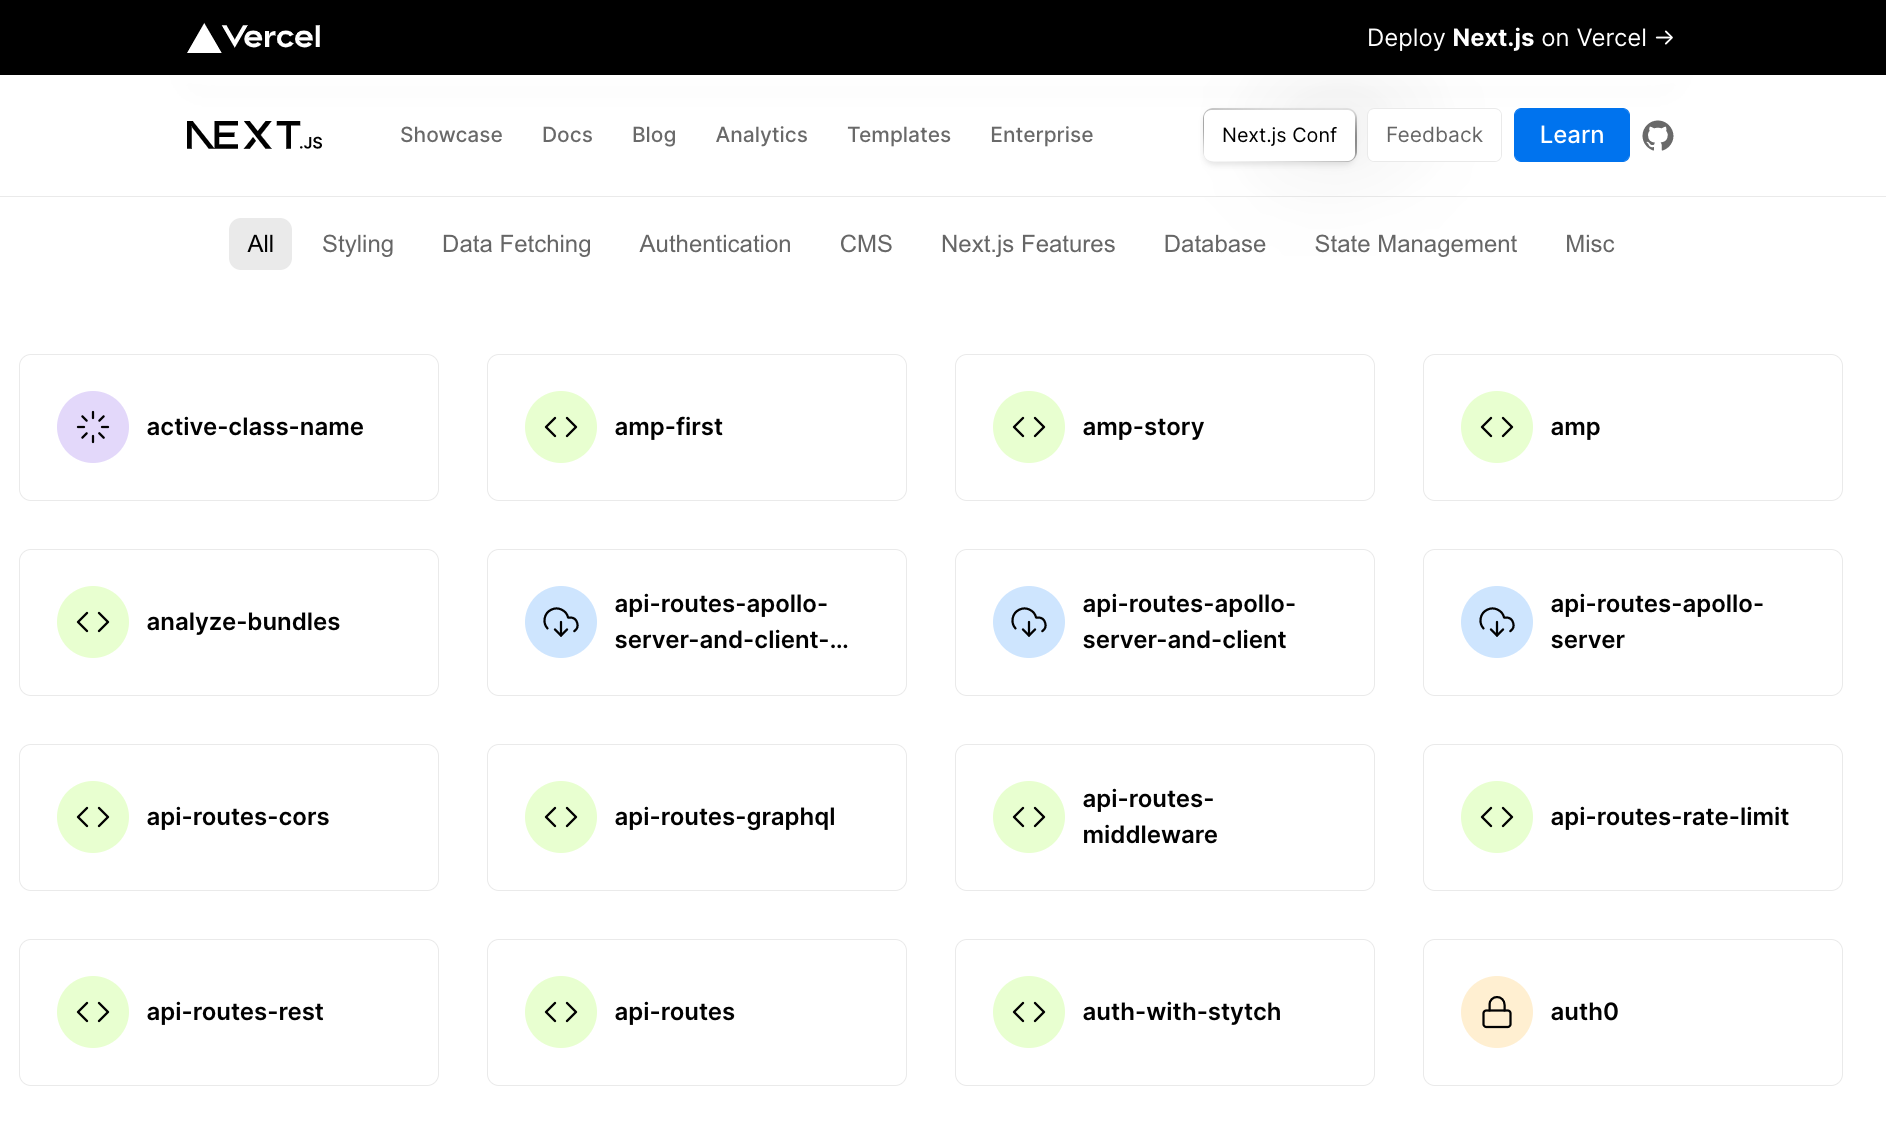 Vercel
Deploy Next.js on Vercel →
NEXT.JS
Showcase Docs Blog Analytics Templates Enterprise
Next.js Conf Feedback Learn
All Styling Data Fetching Authentication CMS Next.js Features Database State Management Misc
active-class-name
amp-first
amp-story
amp
analyze-bundles
api-routes-apollo-
server-and-client-...
api-routes-apollo-
server-and-client
api-routes-apollo-
server
api-routes-cors
api-routes-graphql
api-routes-
middleware
api-routes-rate-limit
api-routes-rest
api-routes
auth-with-stytch
auth0